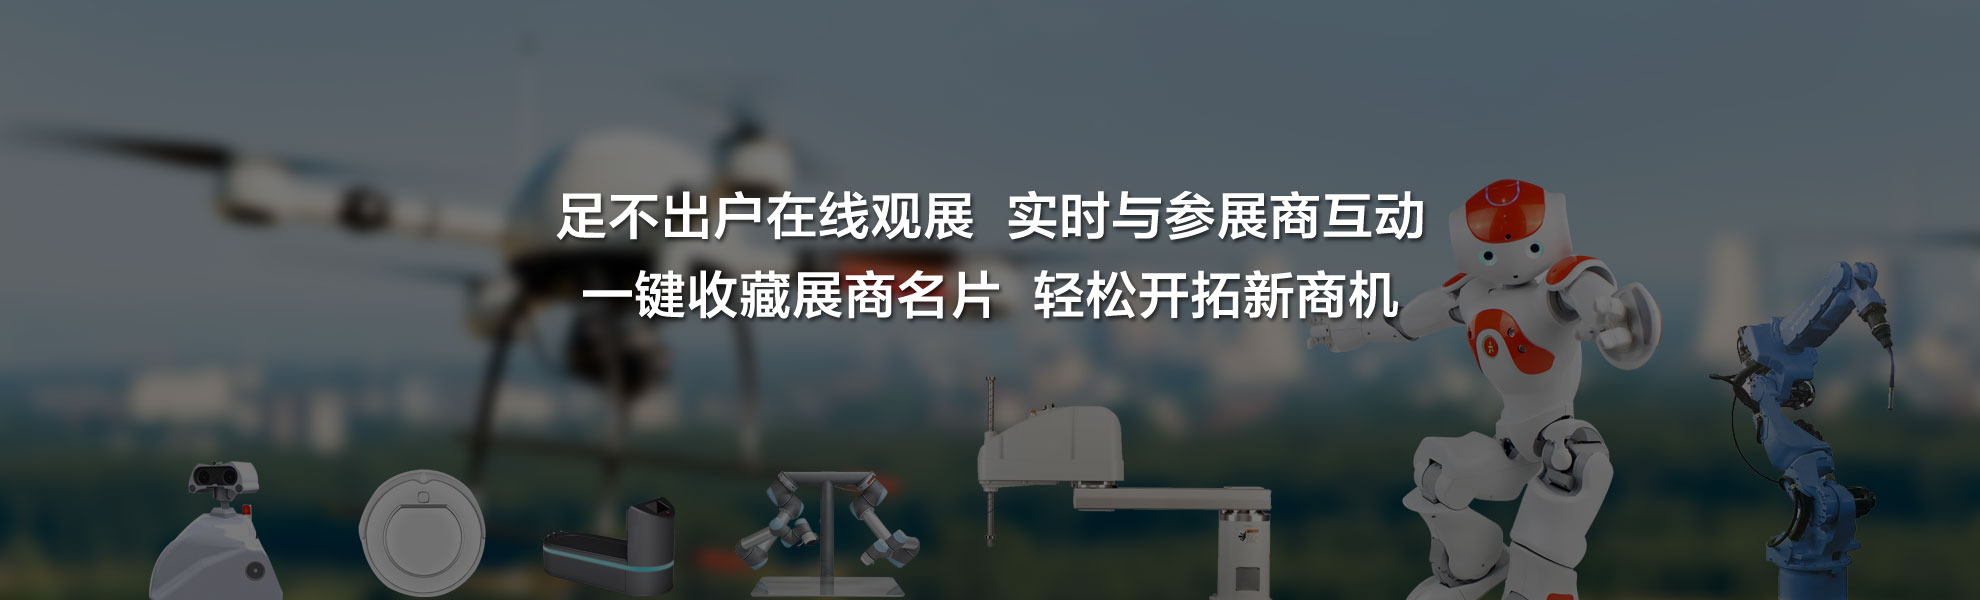 足不出户在线观展 实时与参展商互动
一键收藏展商名片 轻松开拓新商机